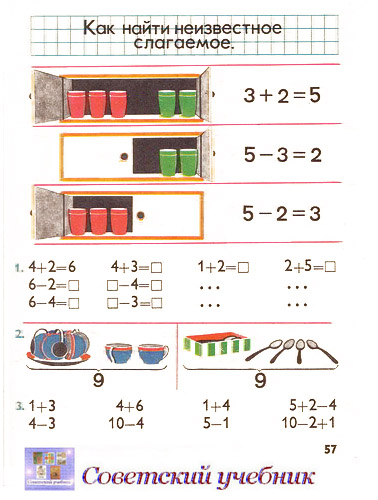 Как найти неизвестное
слагаемое.
3+2=5
5-3=2
5-2=3
1. 4+2=6 4+3=□ 1+2=□ 2+5=□
6-2=□ □-4=□ ... ...
6-4=□ □-3=□ ... ...
2.
9 9
3. 1+3 4+6 1+4 5+2-4
4-3 10-4 5-1 10-2+1
57
Советский учебник